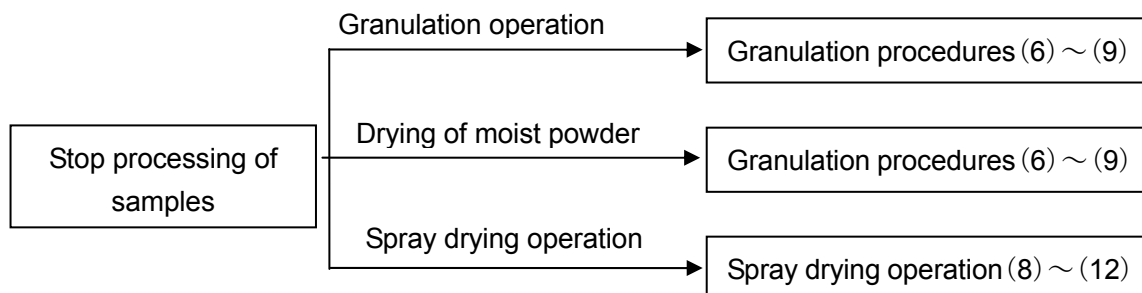 Granulation operation
Granulation procedures（6）～（9）
Drying of moist powder
Granulation procedures（6）～（9）
Stop processing of
samples
Spray drying operation
Spray drying operation（8）～（12）